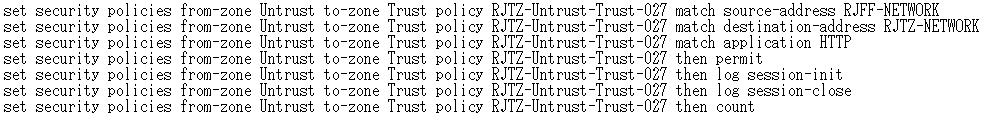 set security policies from-zone Untrust to-zone Trust policy RJTZ-Untrust-Trust-027 match source-address RJFF-NETWORK
set security policies from-zone Untrust to-zone Trust policy RJTZ-Untrust-Trust-027 match destination-address RJTZ-NETWORK
set security policies from-zone Untrust to-zone Trust policy RJTZ-Untrust-Trust-027 match application HTTP
set security policies from-zone Untrust to-zone Trust policy RJTZ-Untrust-Trust-027 then permit
set security policies from-zone Untrust to-zone Trust policy RJTZ-Untrust-Trust-027 then log session-init
set security policies from-zone Untrust to-zone Trust policy RJTZ-Untrust-Trust-027 then log session-close
set security policies from-zone Untrust to-zone Trust policy RJTZ-Untrust-Trust-027 then count